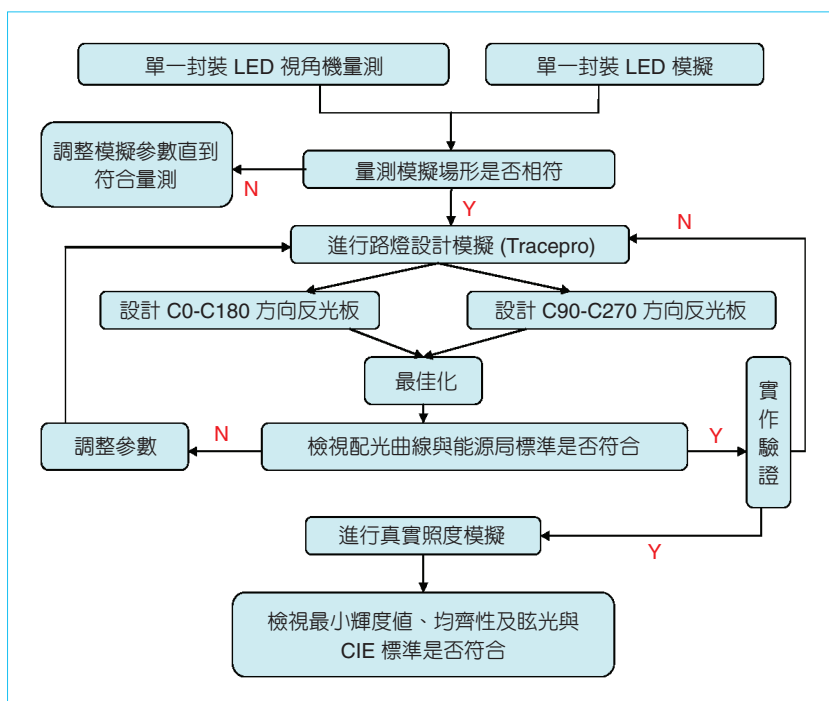 單一封裝 LED 視角機量測
單一封裝 LED 模擬
調整模擬參數直到
符合量測
N
量測模擬場形是否相符
Y
進行路燈設計模擬 (Tracepro)
N
設計 C0-C180 方向反光板
設計 C90-C270 方向反光板
最佳化
實
作
驗
證
調整參數
N
檢視配光曲線與能源局標準是否符合
Y
進行真實照度模擬
Y
檢視最小輝度值、均齊性及眩光與
CIE 標準是否符合